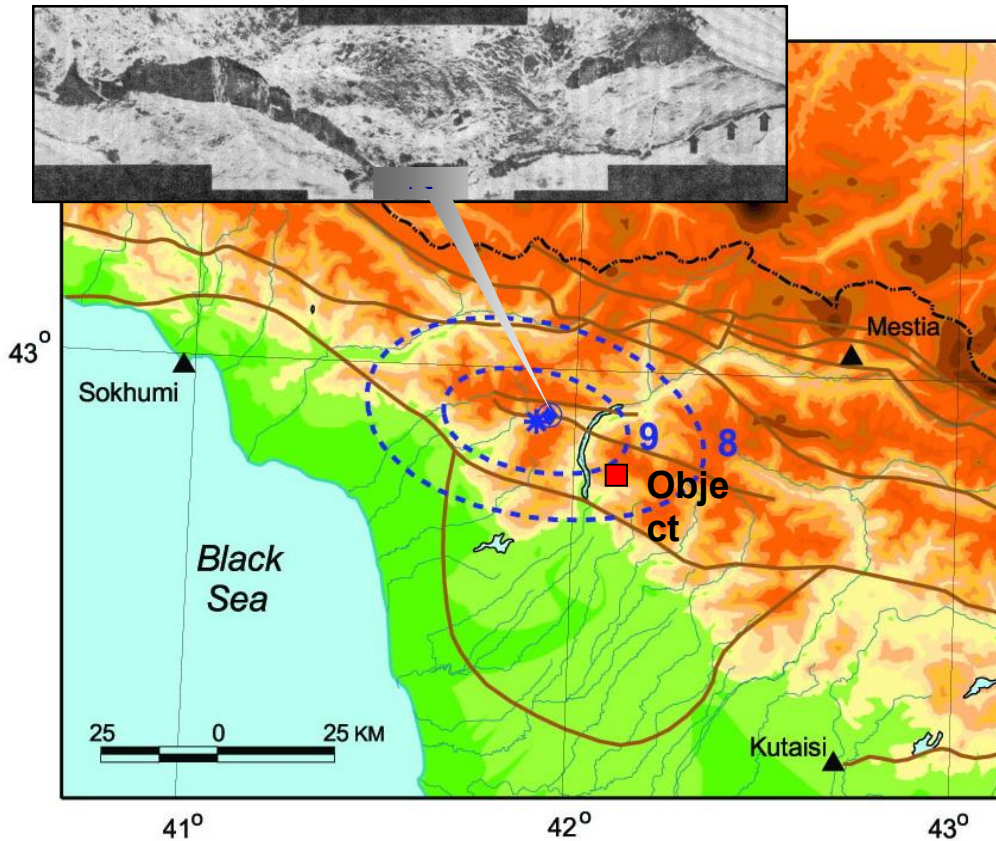 Mestia
43°
Sokhumi
9
8
Obje
ct
Black
Sea
25
0
25 KM
Kutaisi
41°
42°
43°